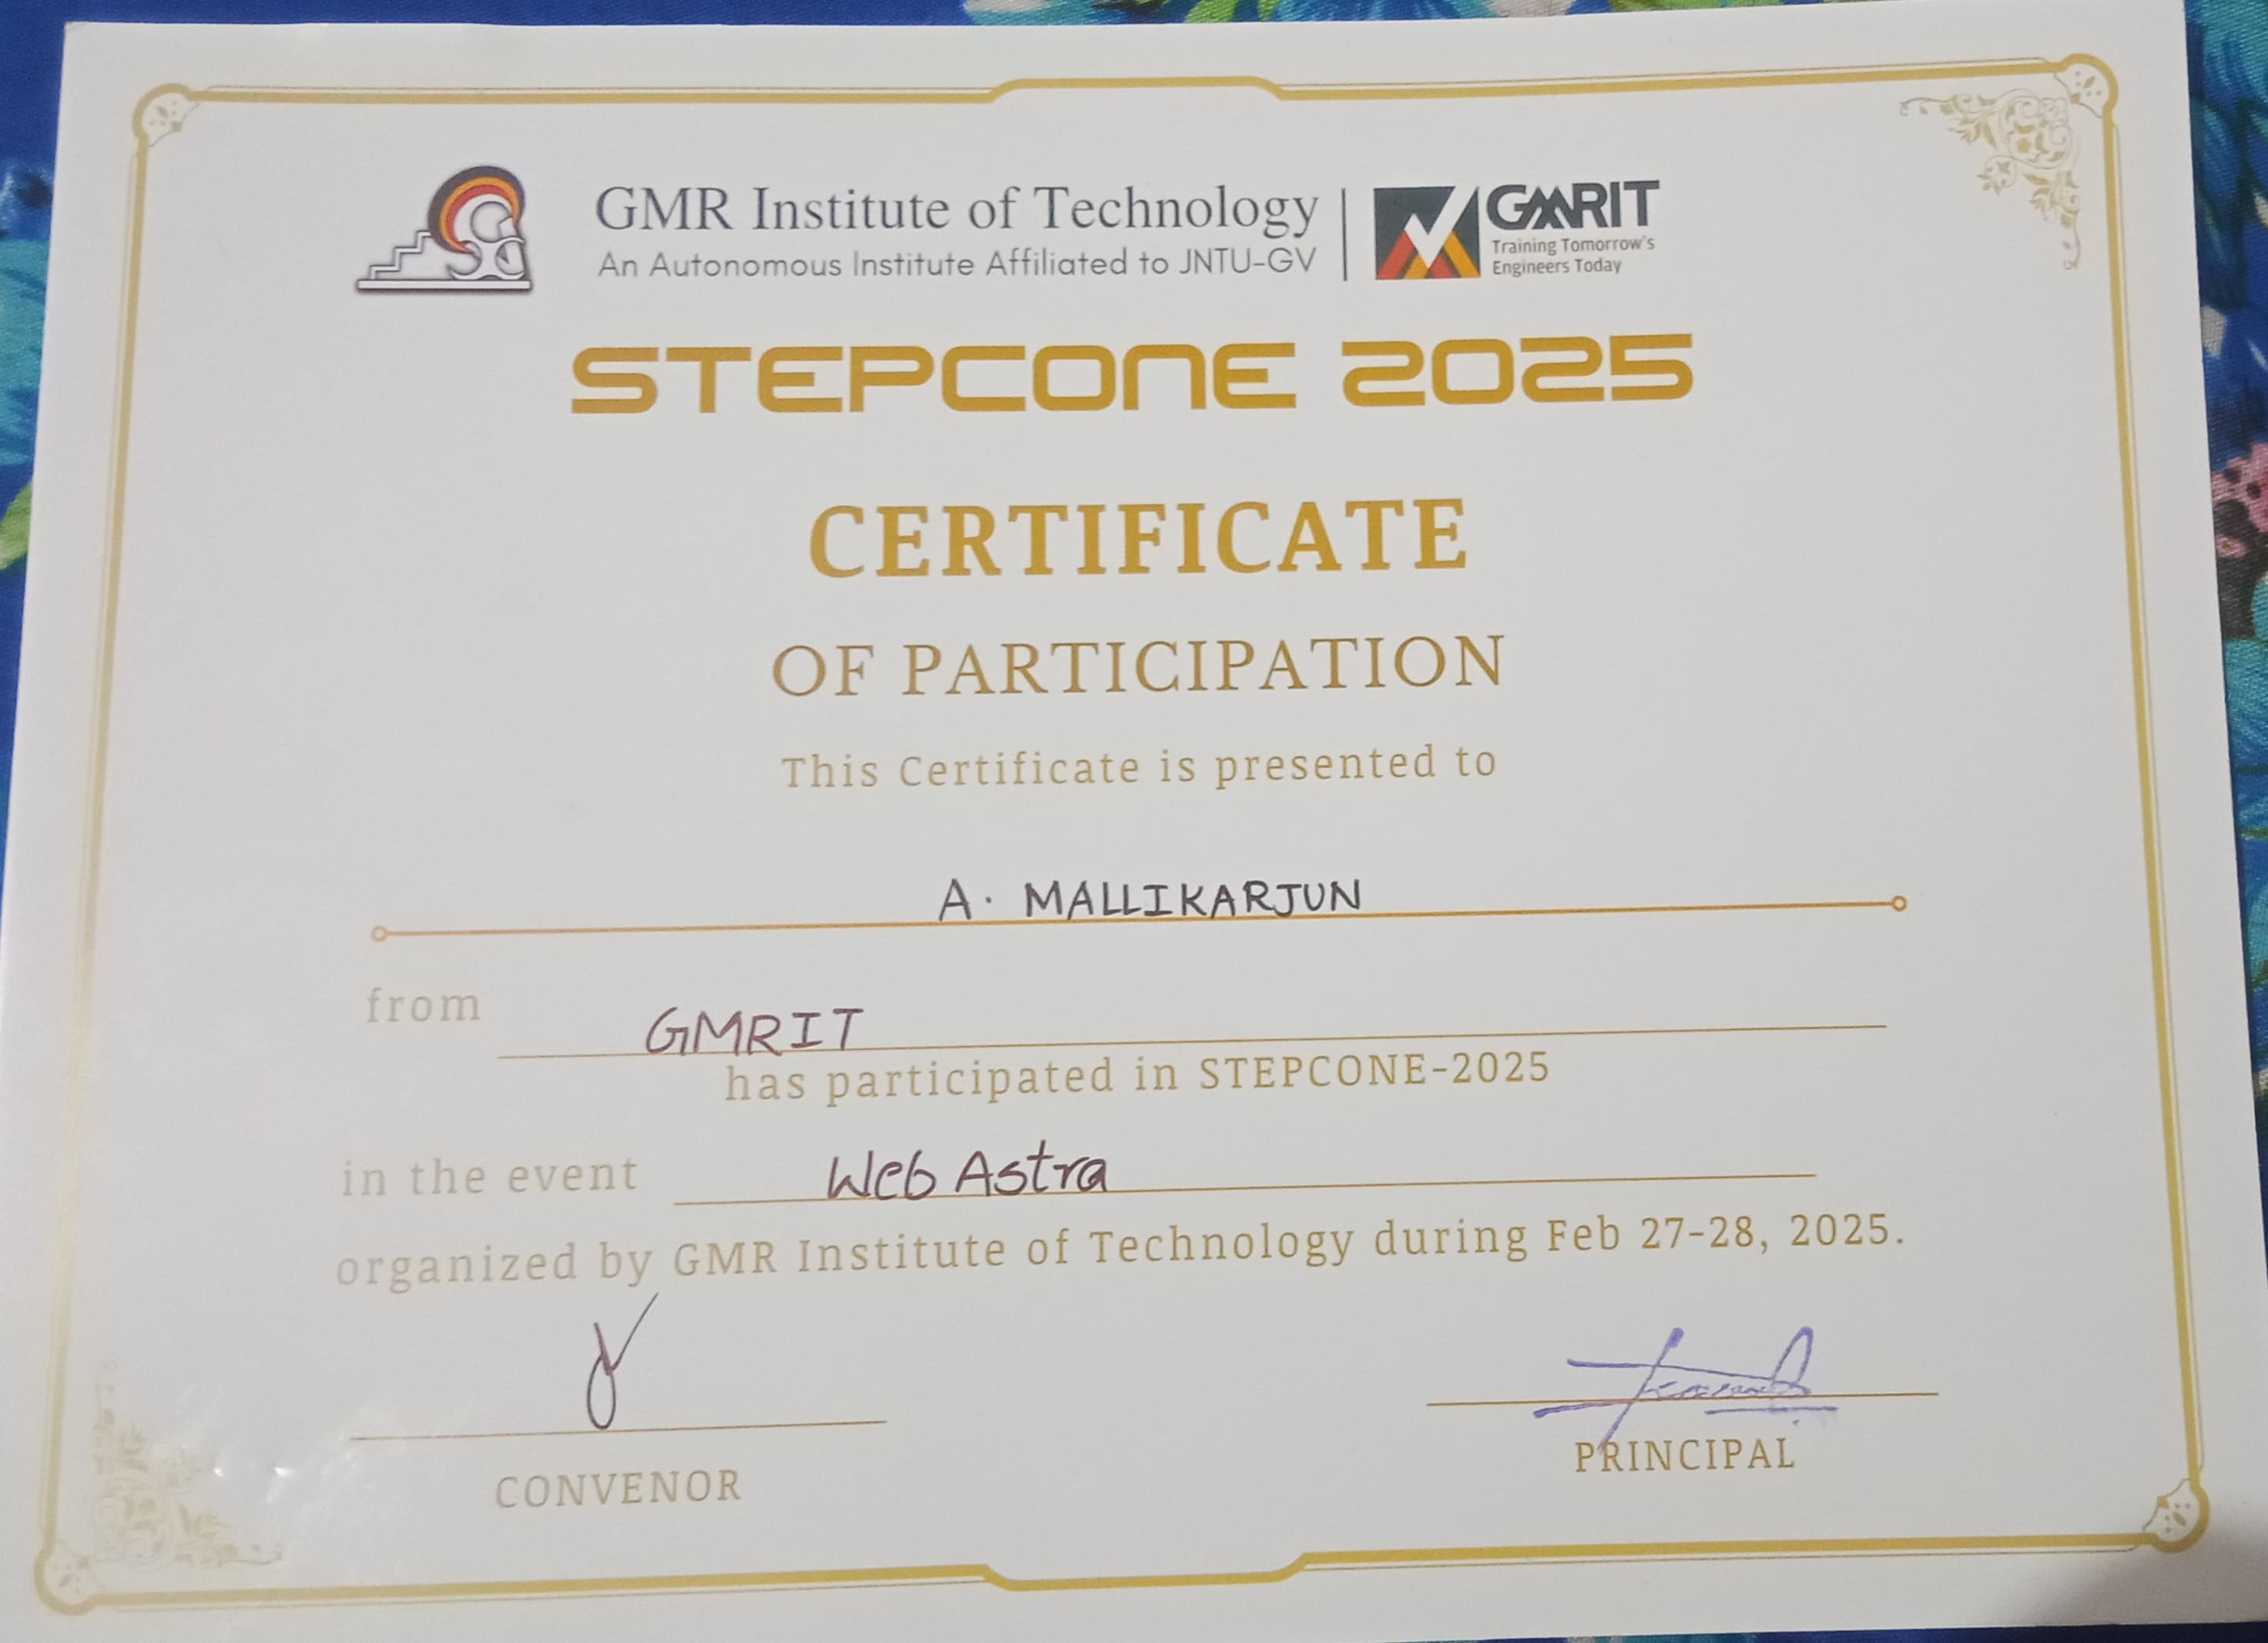 GMR Institute of Technology
An Autonomous Institute Affiliated to JNTU-GV
GMRIT
Training Tomorrow's
Engineers Today
STEPCONE 2025
CERTIFICATE
OF PARTICIPATION
This Certificate is presented to
A. MALLIKARJUN
from GMRIT
has participated in STEPCONE-2025
in the event Web Astra
organized by GMR Institute of Technology during Feb 27-28, 2025.
CONVENOR
PRINCIPAL